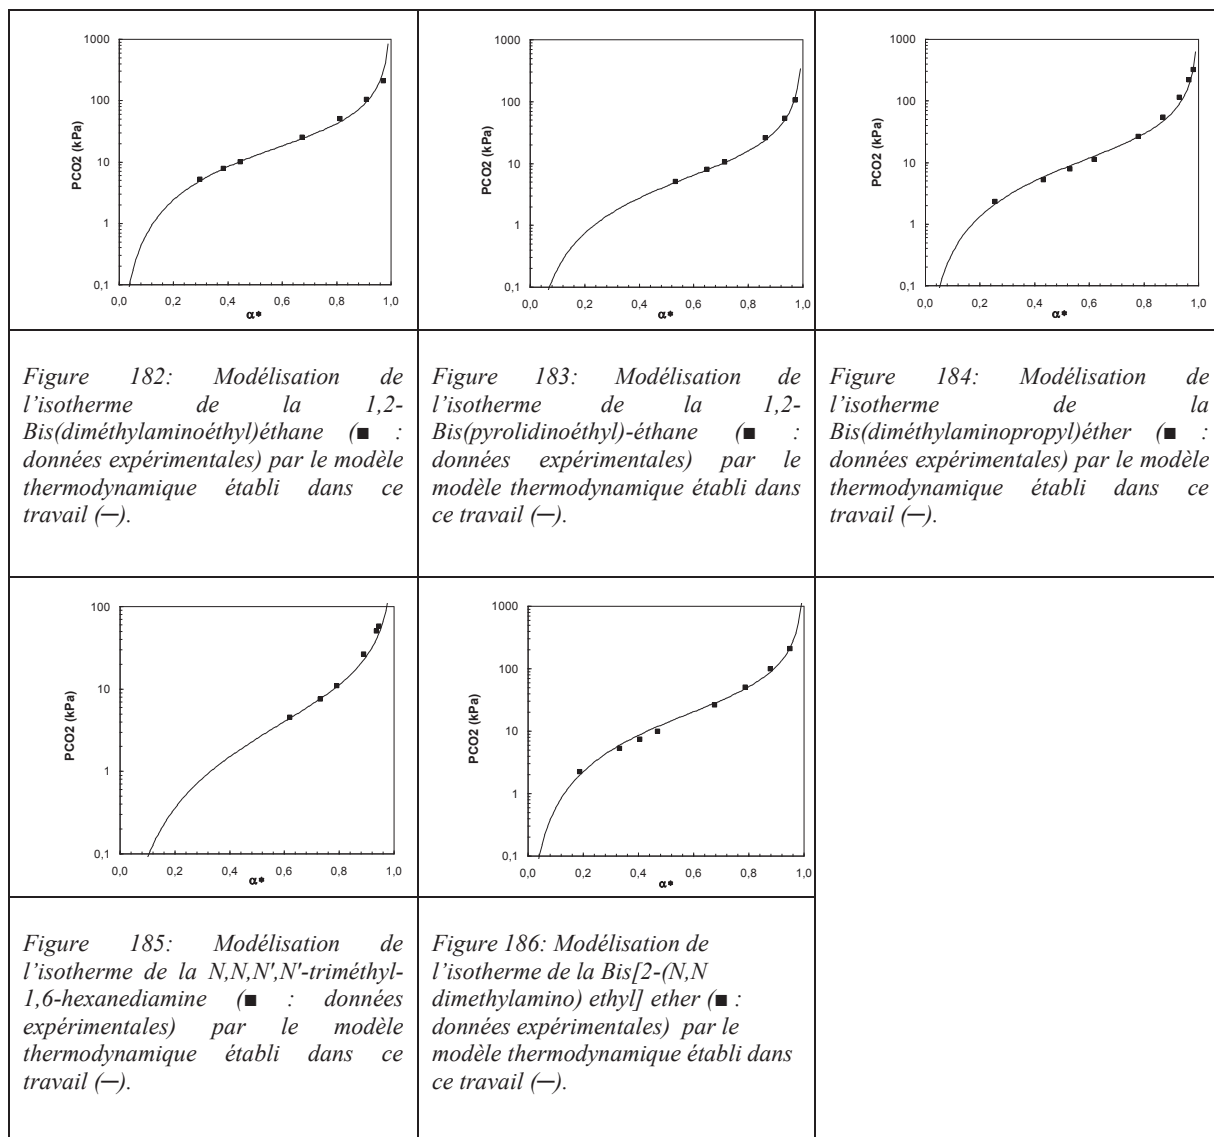 1000
100
10
1
0,1
PCO2 (kPa)
0,0 0,2 0,4 0,6 0,8 1,0
α*
1000
100
10
1
0,1
PCO2 (kPa)
0,0 0,2 0,4 0,6 0,8 1,0
α*
1000
100
10
1
0,1
PCO2 (kPa)
0,0 0,2 0,4 0,6 0,8 1,0
α*
Figure 182: Modélisation de
l'isotherme de la 1,2-
Bis(diméthylaminoéthyl)éthane (■ :
données expérimentales) par le modèle
thermodynamique établi dans ce
travail (─).
Figure 183: Modélisation de
l'isotherme de la 1,2-
Bis(pyrolidinoéthyl)-éthane (■ :
données expérimentales) par le
modèle thermodynamique établi dans
ce travail (─).
Figure 184: Modélisation de
l'isotherme de la
Bis(diméthylaminopropyl)éther (■ :
données expérimentales) par le modèle
thermodynamique établi dans ce
travail (─).
100
10
1
0,1
PCO2 (kPa)
0,0 0,2 0,4 0,6 0,8 1,0
α*
1000
100
10
1
0,1
PCO2 (kPa)
0,0 0,2 0,4 0,6 0,8 1,0
α*
Figure 185: Modélisation de
l'isotherme de la N,N,N',N'-triméthyl-
1,6-hexanediamine (■ : données
expérimentales) par le modèle
thermodynamique établi dans ce
travail (─).
Figure 186: Modélisation de
l'isotherme de la Bis[2-(N,N
dimethylamino) ethyl] ether (■ :
données expérimentales) par le
modèle thermodynamique établi dans
ce travail (─).